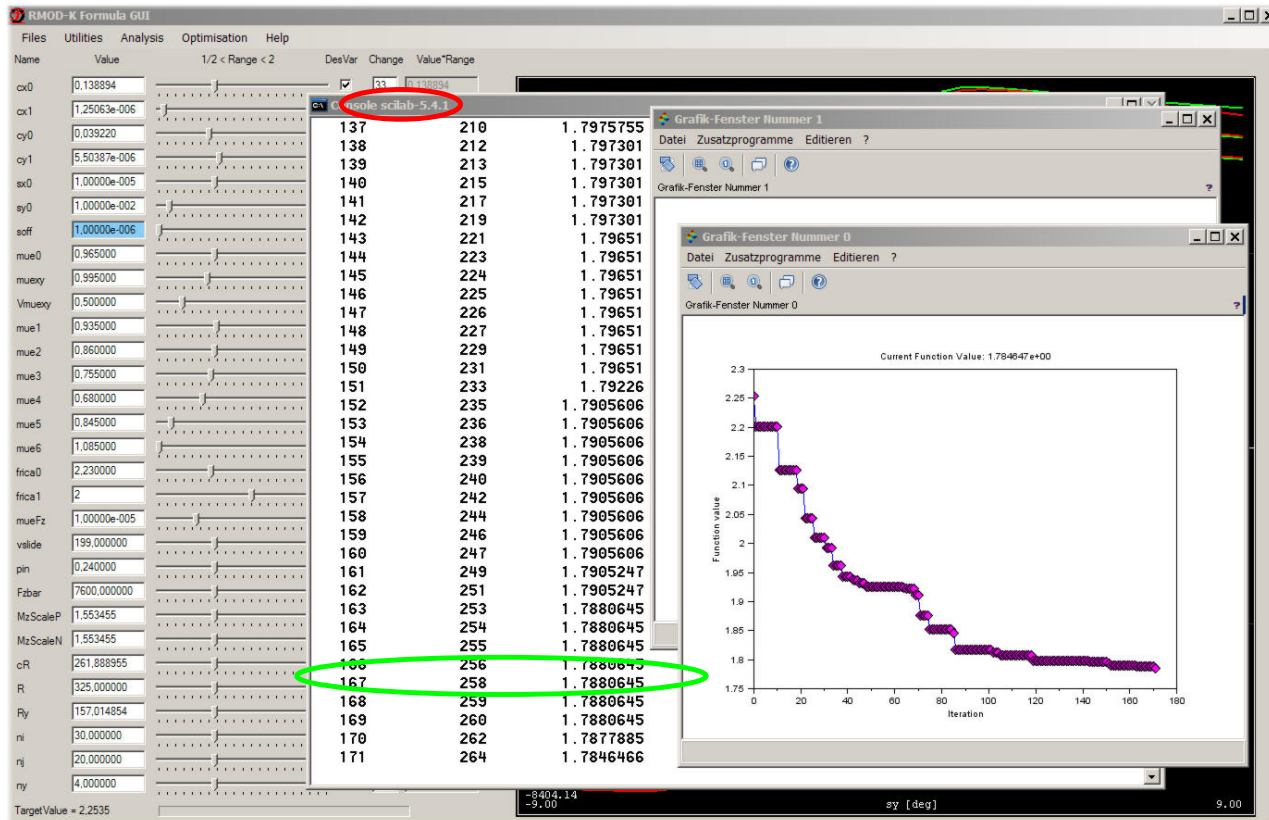 RMOD-K Formula GUI
Files Utilities Analysis Optimisation Help
Name Value 1/2 < Range < 2 DesVar Change Value*Range
cx0 0,138894 33 0,138894
cx1 1,25063e-006
cy0 0,039220
cy1 5,50387e-006
sx0 1,00000e-005
sy0 1,00000e-002
soff 1,00000e-006
mue0 0,965000
muexy 0,995000
Vmuexy 0,500000
mue1 0,935000
mue2 0,860000
mue3 0,755000
mue4 0,680000
mue5 0,845000
mue6 1,085000
frica0 2,230000
frica1 2
mueFz 1,00000e-005
vslide 199,000000
pin 0,240000
Fzbar 7600,000000
MzScaleP 1,553455
MzScaleN 1,553455
cR 261,888955
R 325,000000
Ry 157,014854
ni 30,000000
nj 20,000000
ny 4,000000
TargetValue = 2,2535
Console scilab-5.4.1
137 210 1.7975755
138 212 1.797301
139 213 1.797301
140 215 1.797301
141 217 1.797301
142 219 1.797301
143 221 1.79651
144 223 1.79651
145 224 1.79651
146 225 1.79651
147 226 1.79651
148 227 1.79651
149 229 1.79651
150 231 1.79651
151 233 1.79226
152 235 1.7905606
153 236 1.7905606
154 238 1.7905606
155 239 1.7905606
156 240 1.7905606
157 242 1.7905606
158 244 1.7905606
159 246 1.7905606
160 247 1.7905606
161 249 1.7905247
162 251 1.7905247
163 253 1.7880645
164 254 1.7880645
165 255 1.7880645
166 256 1.7880645
167 258 1.7880645
168 259 1.7880645
169 260 1.7880645
170 262 1.7877885
171 264 1.7846466
Grafik-Fenster Nummer 1
Datei Zusatzprogramme Editieren ?
Grafik-Fenster Nummer 1 ?
Grafik-Fenster Nummer 0
Datei Zusatzprogramme Editieren ?
Grafik-Fenster Nummer 0 ?
Current Function Value: 1.784647e+00
2.3
2.25
2.2
2.15
2.1
2.05
2
1.95
1.9
1.85
1.8
1.75
Function value
0 20 40 60 80 100 120 140 160 180
Iteration
-8404.14
-9.00 sy [deg] 9.00